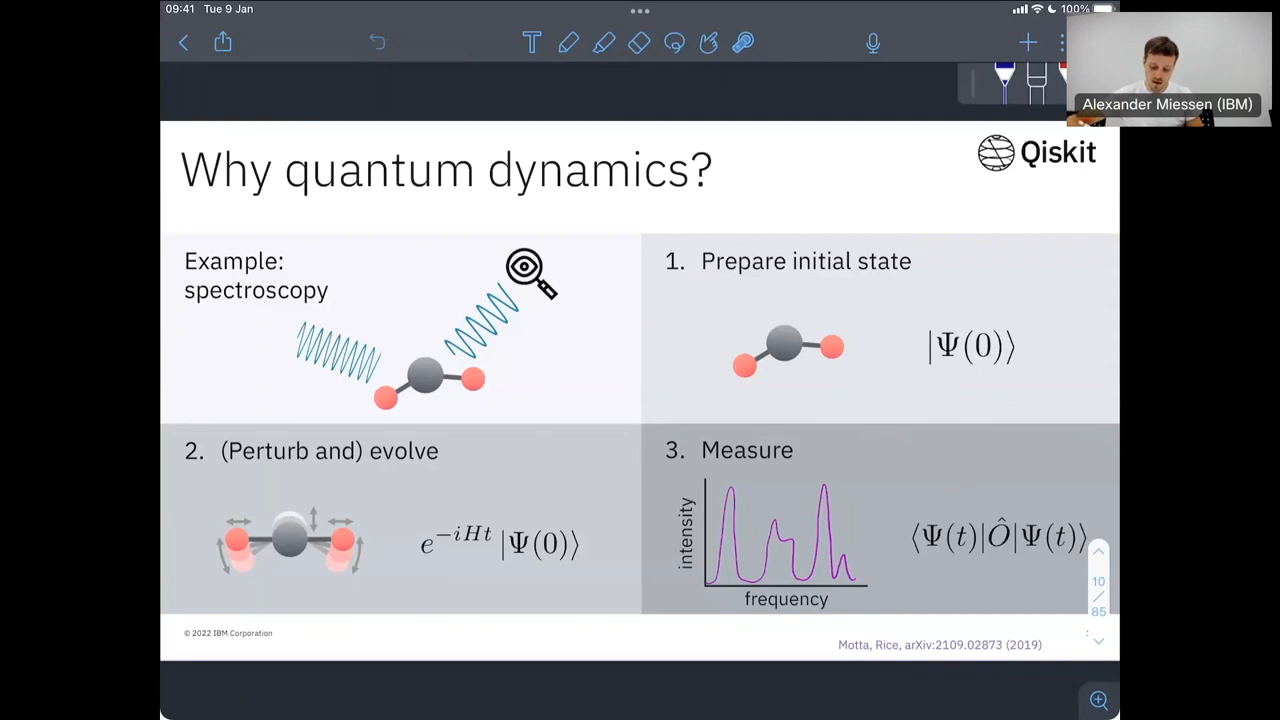 09:41 Tue 9 Jan
100%
T
Alexander Miessen (IBM)
Why quantum dynamics?
Qiskit
Example:
spectroscopy
1. Prepare initial state
|Ψ(0)⟩
2. (Perturb and) evolve
e^{-iHt} |Ψ(0)⟩
3. Measure
intensity
frequency
⟨Ψ(t)|Ô|Ψ(t)⟩
10
/
85
© 2022 IBM Corporation
Motta, Rice, arXiv:2109.02873 (2019)